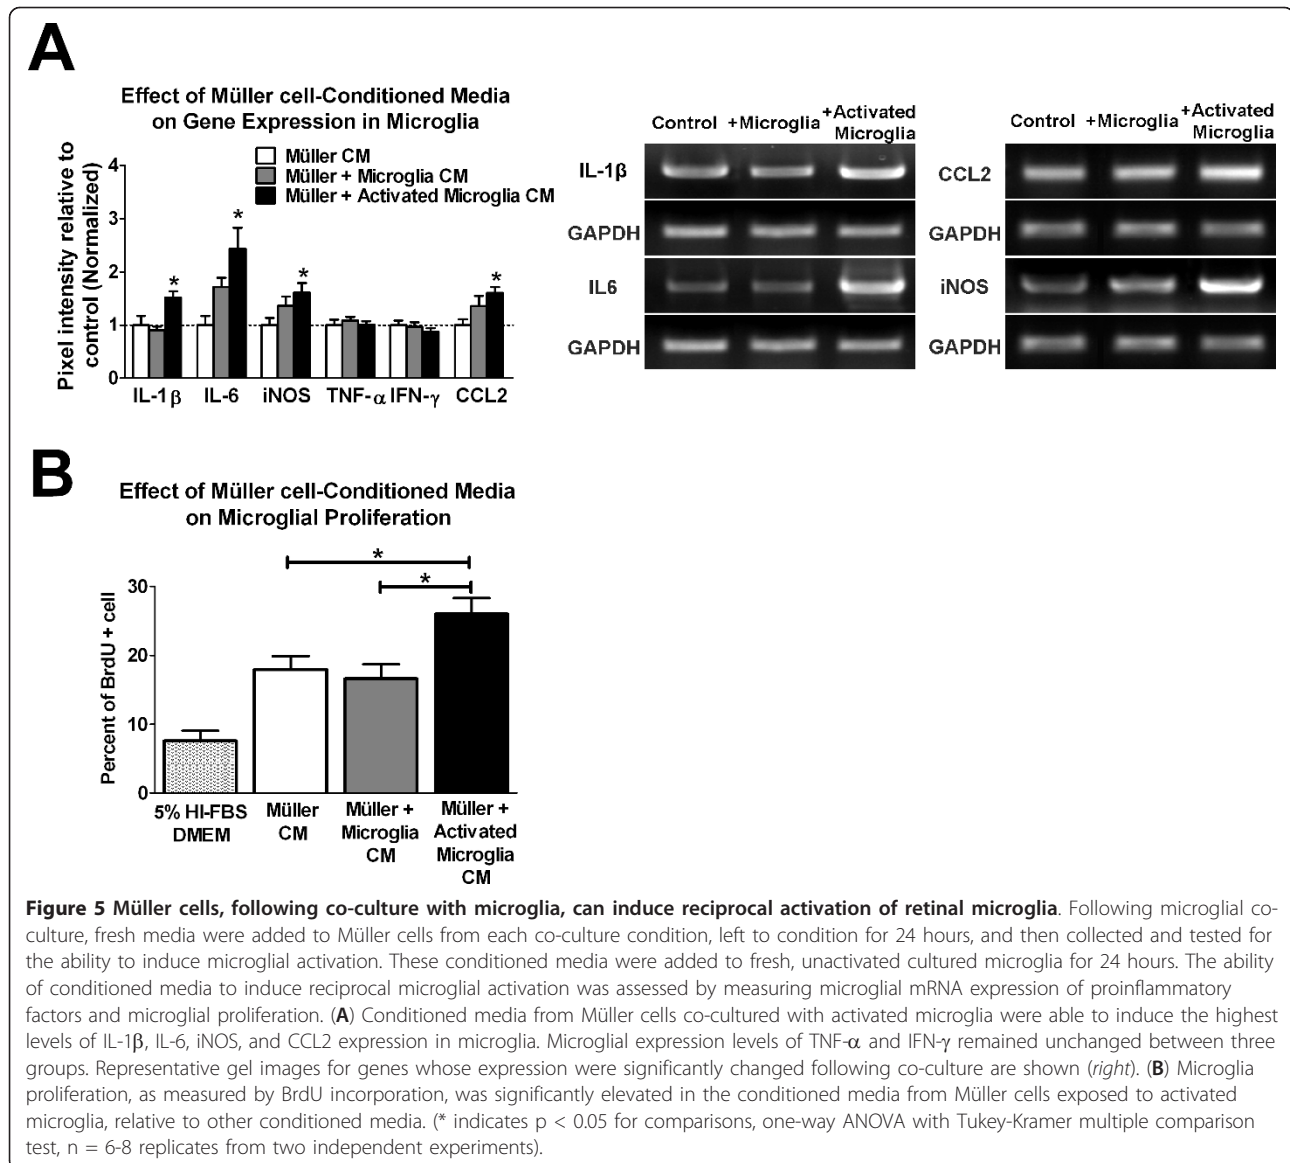 A
Effect of Müller cell-Conditioned Media
on Gene Expression in Microglia
Pixel intensity relative to
control (Normalized)
4
3
2
1
0
Müller CM
Müller + Microglia CM
Müller + Activated Microglia CM
*
*
*
*
IL-1β IL-6 iNOS TNF-α IFN-γ CCL2
Control +Microglia +Activated
Microglia
IL-1β
GAPDH
IL6
GAPDH
Control +Microglia +Activated
Microglia
CCL2
GAPDH
iNOS
GAPDH
B
Effect of Müller cell-Conditioned Media
on Microglial Proliferation
Percent of BrdU + cell
30
20
10
0
*
*
5% HI-FBS
DMEM
Müller
CM
Müller +
Microglia
CM
Müller +
Activated
Microglia
CM
Figure 5 Müller cells, following co-culture with microglia, can induce reciprocal activation of retinal microglia. Following microglial co-
culture, fresh media were added to Müller cells from each co-culture condition, left to condition for 24 hours, and then collected and tested for
the ability to induce microglial activation. These conditioned media were added to fresh, unactivated cultured microglia for 24 hours. The ability
of conditioned media to induce reciprocal microglial activation was assessed by measuring microglial mRNA expression of proinflammatory
factors and microglial proliferation. (A) Conditioned media from Müller cells co-cultured with activated microglia were able to induce the highest
levels of IL-1β, IL-6, iNOS, and CCL2 expression in microglia. Microglial expression levels of TNF-α and IFN-γ remained unchanged between three
groups. Representative gel images for genes whose expression were significantly changed following co-culture are shown (right). (B) Microglia
proliferation, as measured by BrdU incorporation, was significantly elevated in the conditioned media from Müller cells exposed to activated
microglia, relative to other conditioned media. (* indicates p < 0.05 for comparisons, one-way ANOVA with Tukey-Kramer multiple comparison
test, n = 6-8 replicates from two independent experiments).